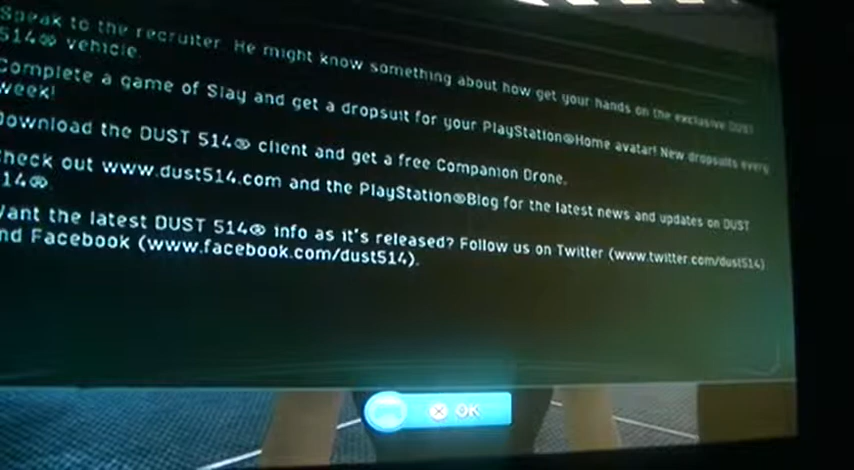 Speak to the recruiter. He might know something about how get your hands on the exclusive DUST
514® vehicle.
Complete a game of Slay and get a dropsuit for your PlayStation®Home avatar! New dropsuits every
week!
Download the DUST 514® client and get a free Companion Drone.
Check out www.dust514.com and the PlayStation®Blog for the latest news and updates on DUST
514®.
Want the latest DUST 514® info as it's released? Follow us on Twitter (www.twitter.com/dust514)
and Facebook (www.facebook.com/dust514).
OK